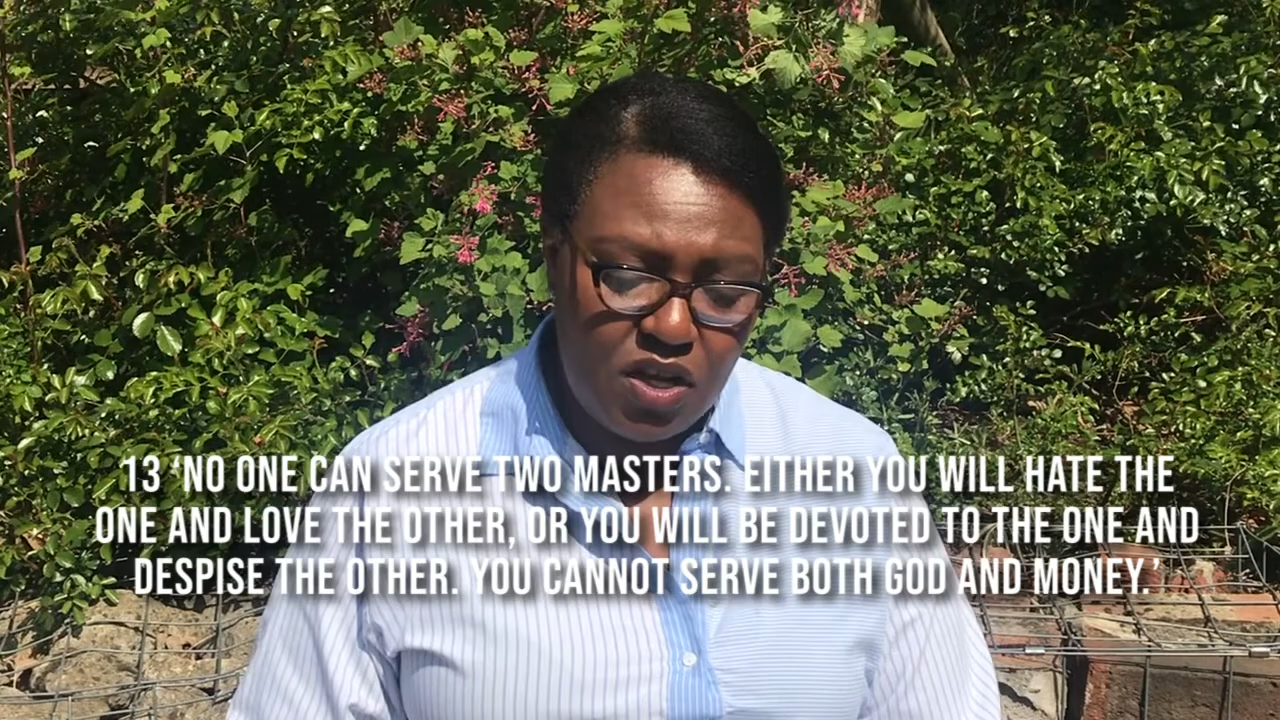 13 ‘NO ONE CAN SERVE TWO MASTERS. EITHER YOU WILL HATE THE
ONE AND LOVE THE OTHER, OR YOU WILL BE DEVOTED TO THE ONE AND
DESPISE THE OTHER. YOU CANNOT SERVE BOTH GOD AND MONEY.’